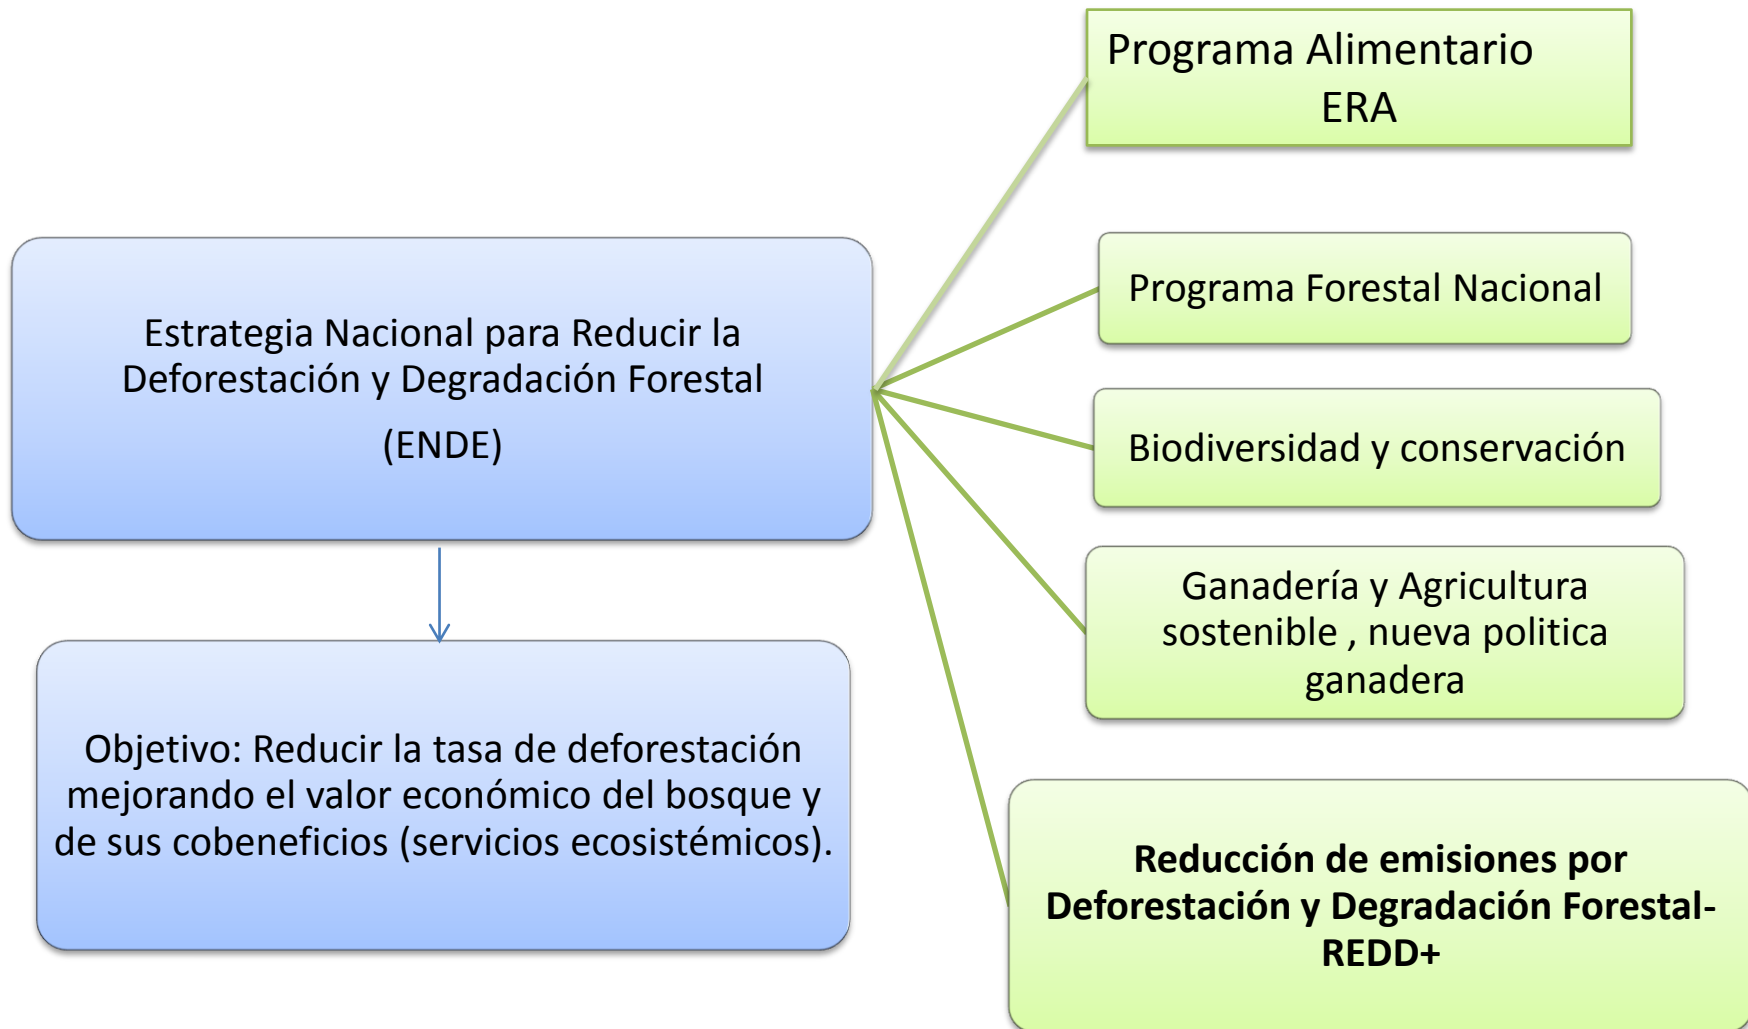 Programa Alimentario
ERA
Estrategia Nacional para Reducir la
Deforestación y Degradación Forestal
(ENDE)
Programa Forestal Nacional
Biodiversidad y conservación
Ganadería y Agricultura
sostenible , nueva politica
ganadera
Objetivo: Reducir la tasa de deforestación
mejorando el valor económico del bosque y
de sus cobeneficios (servicios ecosistémicos).
Reducción de emisiones por
Deforestación y Degradación Forestal-
REDD+